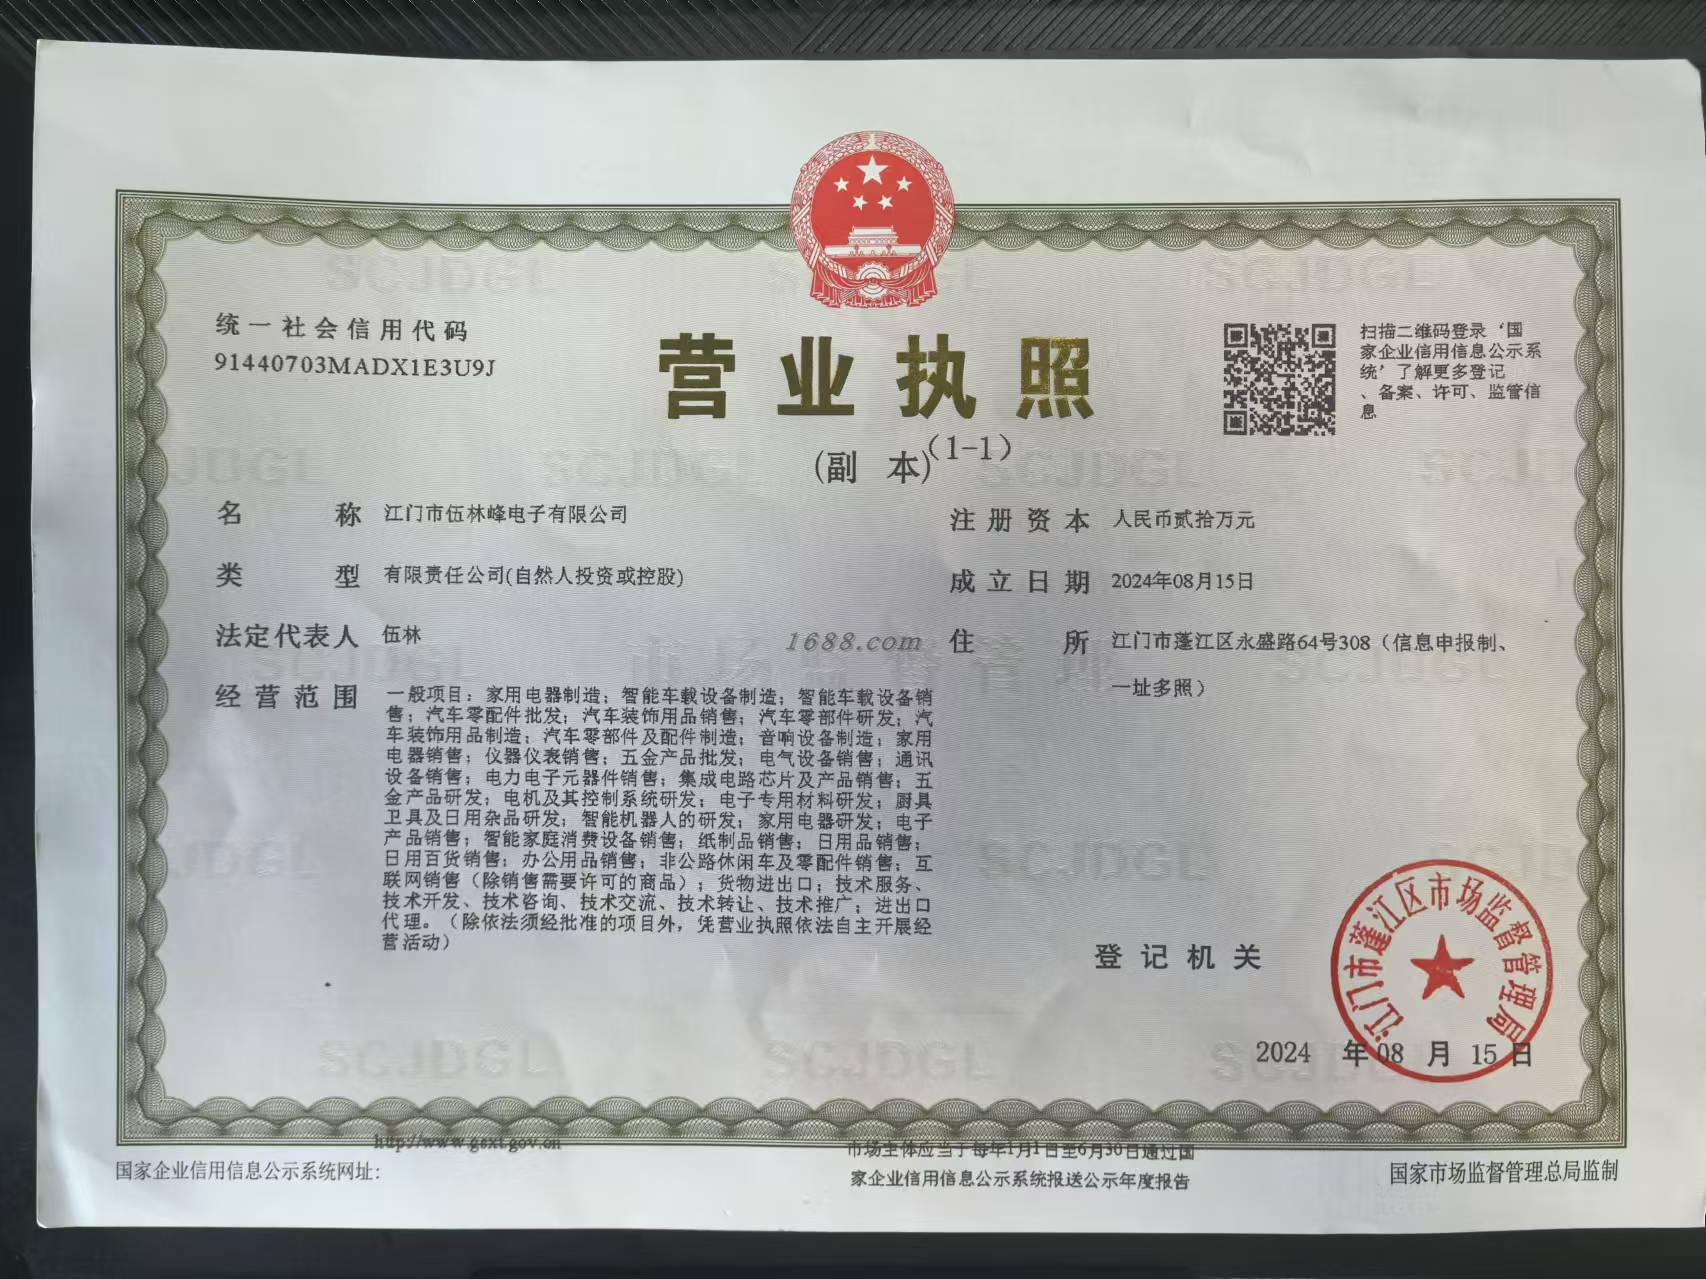 统一社会信用代码
91440703MADX1E3U9J
营业执照
(副本)(1-1)
扫描二维码登录‘国
家企业信用信息公示系
统’了解更多登记
、备案、许可、监管信
息
名称 江门市伍林峰电子有限公司
类型 有限责任公司(自然人投资或控股)
法定代表人 伍林
经营范围 一般项目：家用电器制造；智能车载设备制造；智能车载设备销
售；汽车零配件批发；汽车装饰用品销售；汽车零部件研发；汽
车装饰用品制造；汽车零部件及配件制造；音响设备制造；家用
电器销售；仪器仪表销售；五金产品批发；电气设备销售；通讯
设备销售；电力电子元器件销售；集成电路芯片及产品销售；五
金产品研发；电机及其控制系统研发；电子专用材料研发；厨具
卫具及日用杂品研发；智能机器人的研发；家用电器研发；电子
产品销售；智能家庭消费设备销售；纸制品销售；日用品销售；
日用百货销售；办公用品销售；非公路休闲车及零配件销售；互
联网销售（除销售需要许可的商品）；货物进出口；技术服务、
技术开发、技术咨询、技术交流、技术转让、技术推广；进出口
代理。（除依法须经批准的项目外，凭营业执照依法自主开展经
营活动）
注册资本 人民币贰拾万元
成立日期 2024年08月15日
住所 江门市蓬江区永盛路64号308（信息申报制、
一址多照）
1688.com
市场监督管理
SCJDGL
SCJDGL
SCJDGL
JDGL
SCJDGL
SCJDGL
SCJD
SCJDGL
SCJDGL
JDGL
SCJDGL
SCJDGL
SCJDGL
SCJDGL
登记机关
江门市蓬江区市场监督管理局
2024年08月15日
http://www.gsxt.gov.cn
国家企业信用信息公示系统网址：
市场主体应当于每年1月1日至6月30日通过国
家企业信用信息公示系统报送公示年度报告
国家市场监督管理总局监制